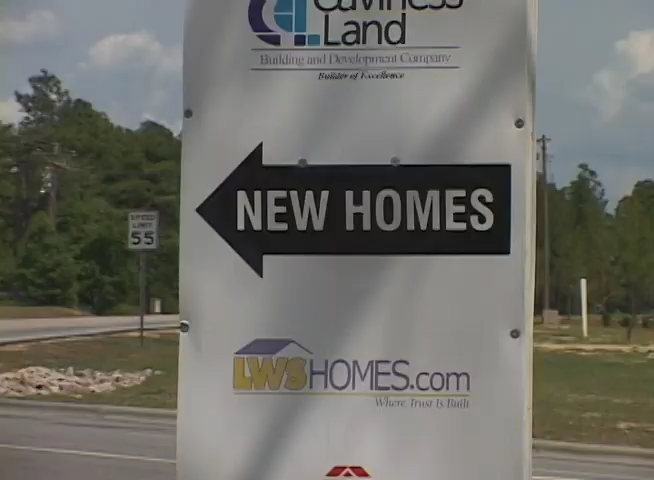 Caviness
Land
Building and Development Company
Builder of Excellence
NEW HOMES
SPEED
LIMIT
55
LWSHOMES.com
Where Trust Is Built